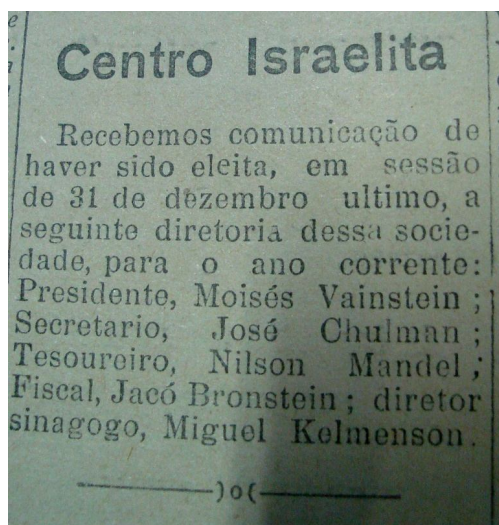 Centro Israelita
Recebemos comunicação de
haver sido eleita, em sessão
de 31 de dezembro ultimo, a
seguinte diretoria dessa socie-
dade, para o ano corrente:
Presidente, Moisés Vainstein ;
Secretario, José Chulman ;
Tesoureiro, Nilson Mandel ;
Fiscal, Jacó Bronstein ; diretor
sinagogo, Miguel Kelmenson.
)o(